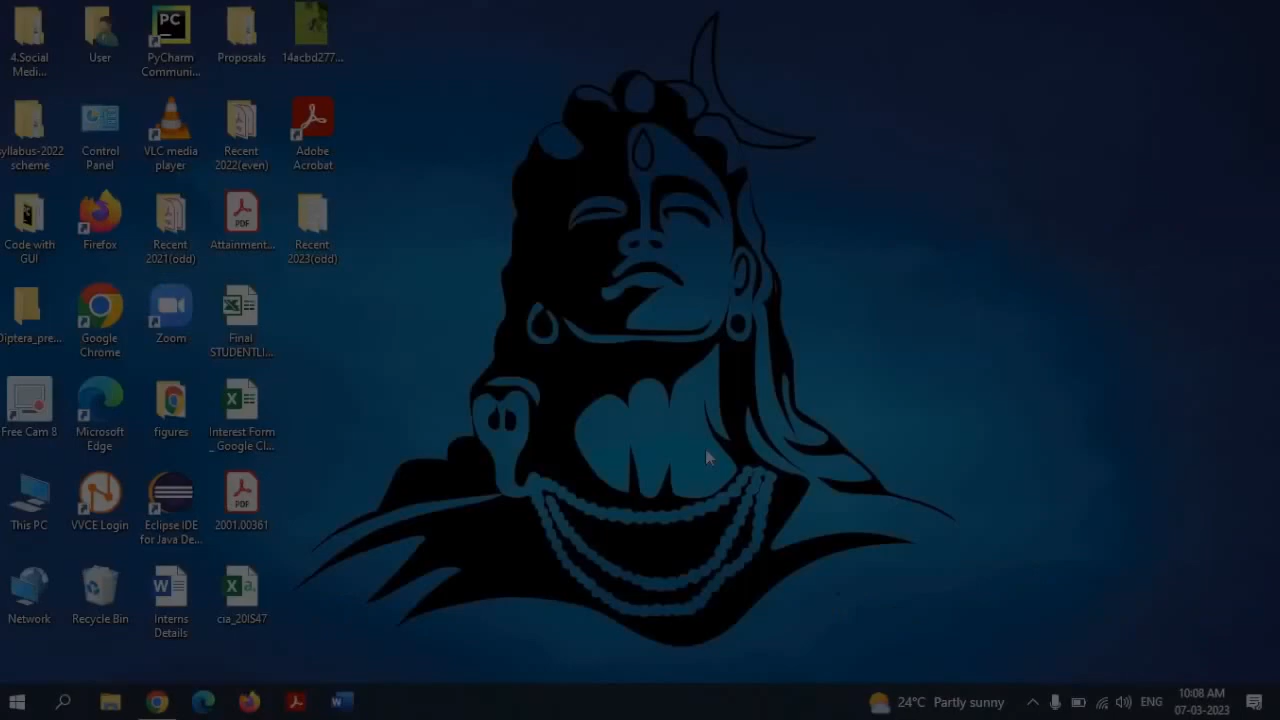 4.Social
Medi...
User
PC
PyCharm
Communi...
Proposals
14acbd277...
syllabus-2022
scheme
Control
Panel
VLC media
player
Recent
2022(even)
Adobe
Acrobat
Code with
GUI
Firefox
Recent
2021(odd)
PDF
Attainment...
Recent
2023(odd)
Diptera_pre...
Google
Chrome
Zoom
Final
STUDENTLI...
Free Cam 8
Microsoft
Edge
figures
Interest Form
_ Google Cl...
This PC
VVCE Login
Eclipse IDE
for Java De...
PDF
2001.00361
Network
Recycle Bin
Interns
Details
cia_20IS47
24°C Partly sunny
ENG
10:08 AM
07-03-2023